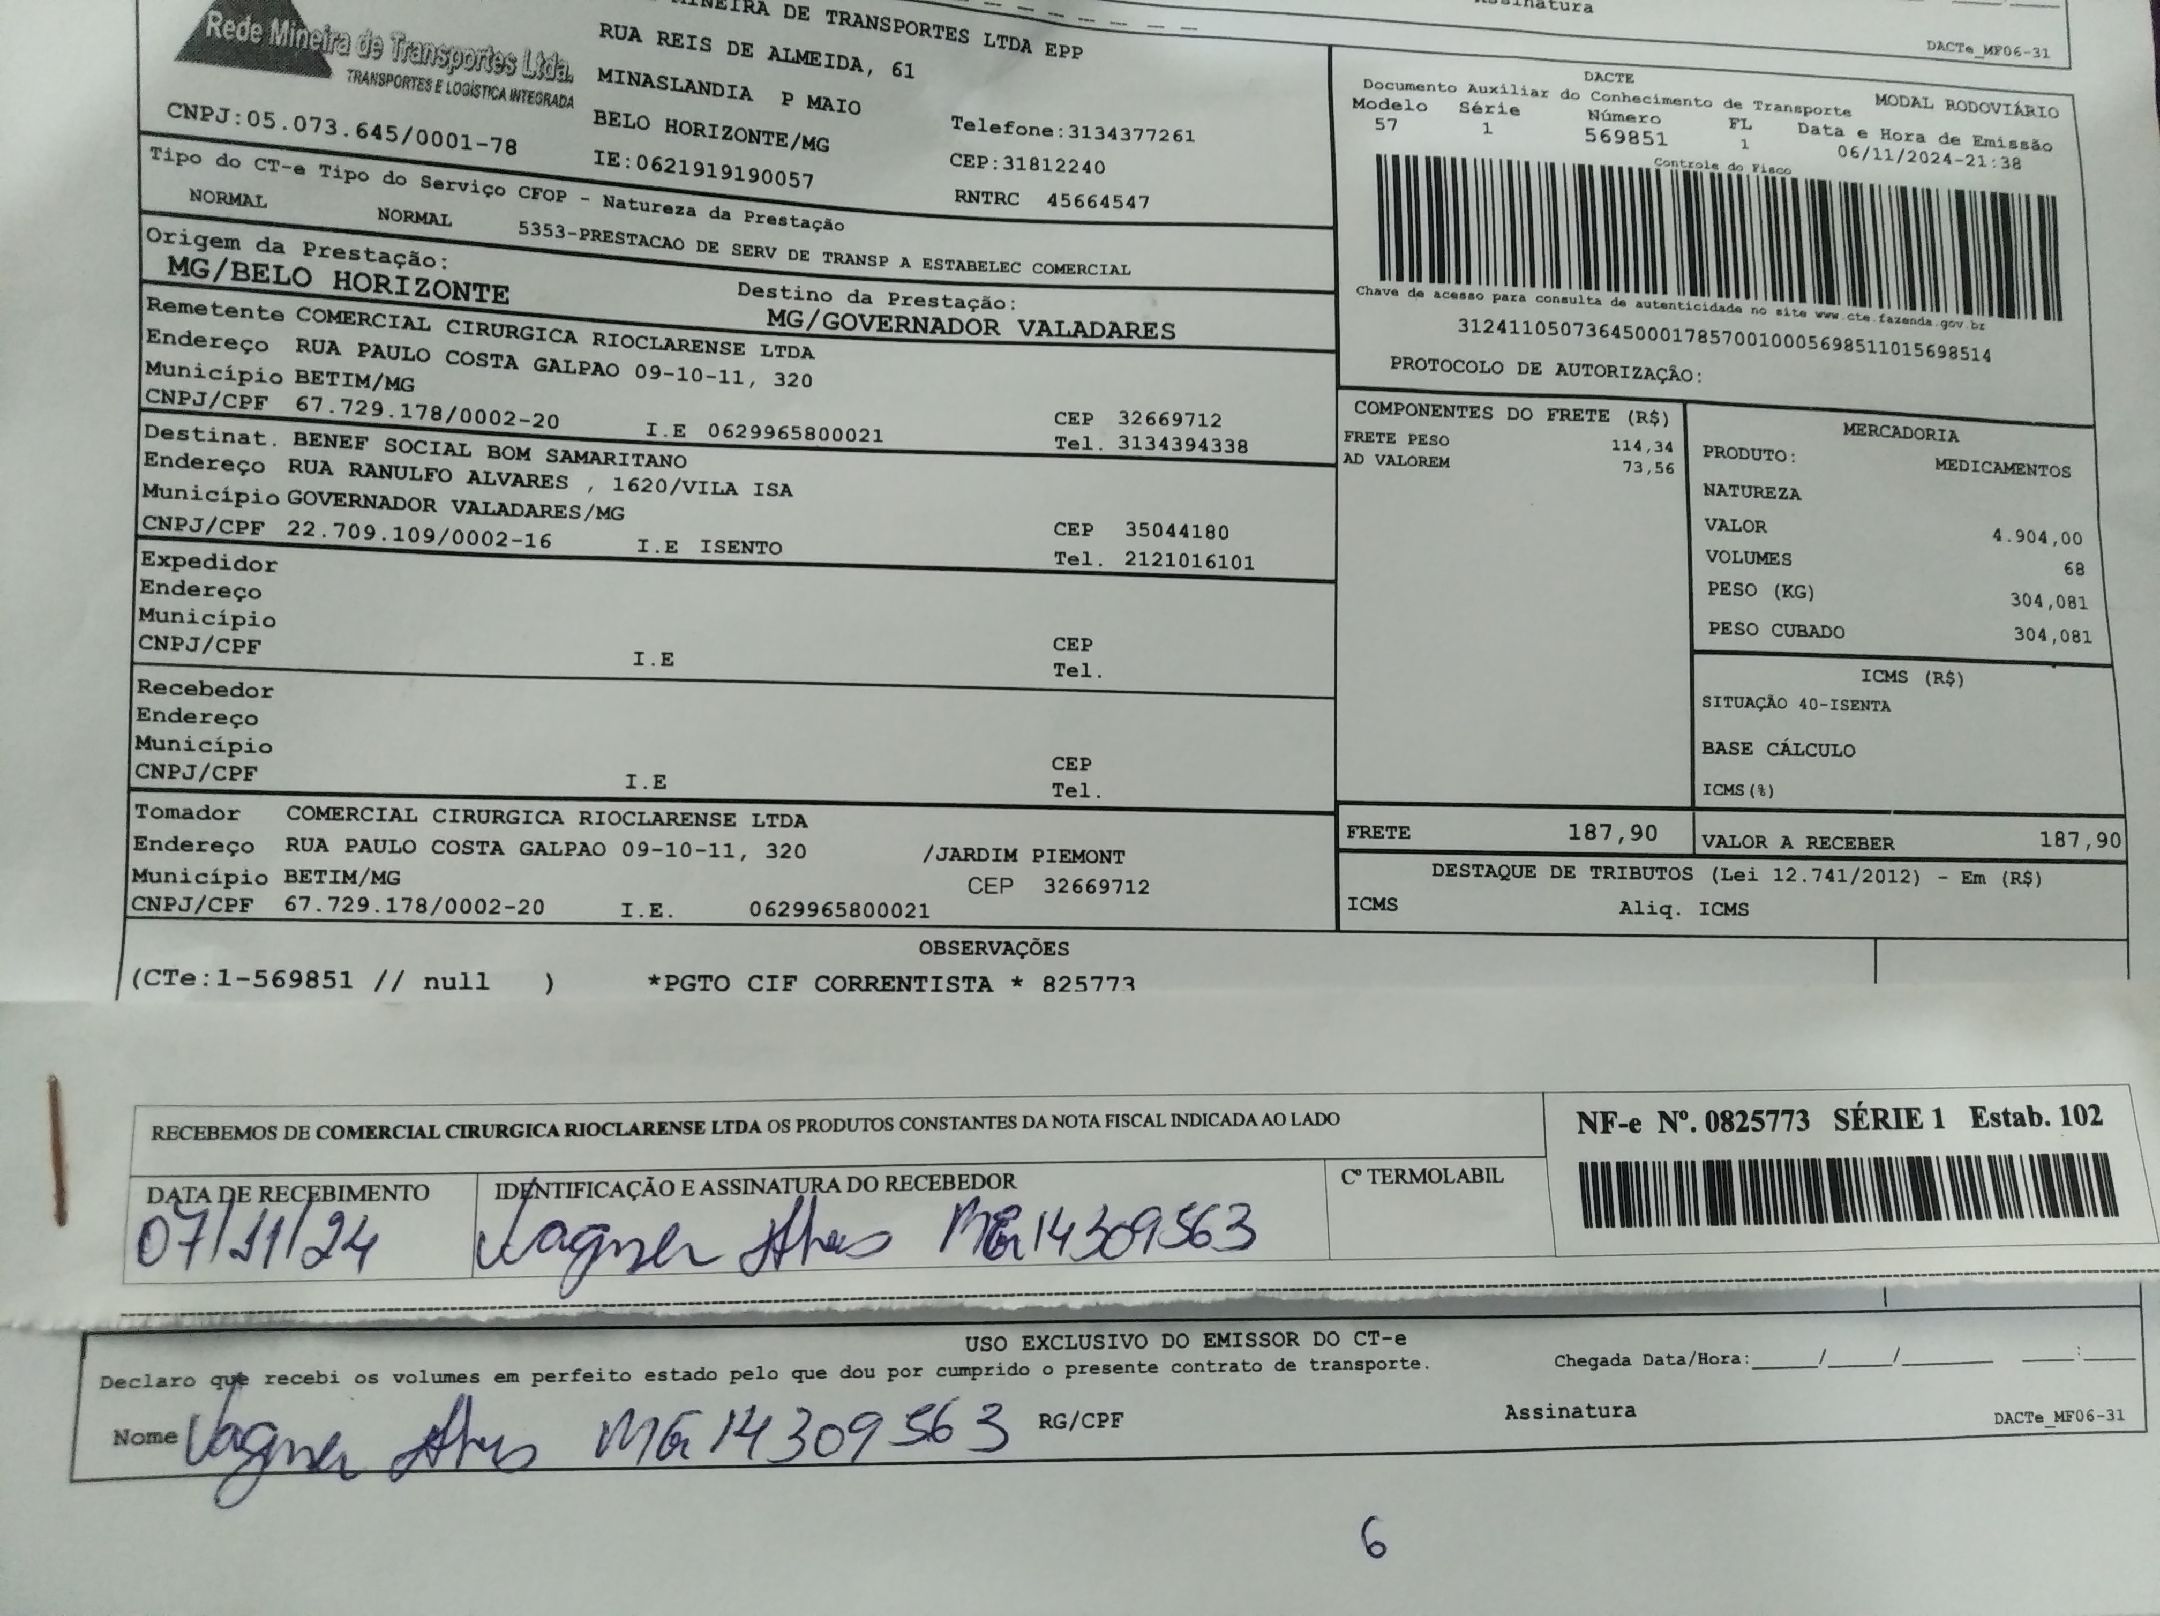 Assinatura
DACTe_MF06-31
Rede Mineira de Transportes Ltda.
TRANSPORTES E LOGÍSTICA INTEGRADA
MINEIRA DE TRANSPORTES LTDA EPP
RUA REIS DE ALMEIDA, 61
MINASLANDIA P MAIO
BELO HORIZONTE/MG
Telefone:3134377261
CNPJ:05.073.645/0001-78
IE:0621919190057
CEP:31812240
RNTRC 45664547
DACTE
Documento Auxiliar do Conhecimento de Transporte
MODAL RODOVIÁRIO
Modelo Série Número FL Data e Hora de Emissão
57 1 569851 1 06/11/2024-21:38
Controle do Fisco
Chave de acesso para consulta de autenticidade no site www.cte.fazenda.gov.br
31241105073645000178570010005698511015698514
PROTOCOLO DE AUTORIZAÇÃO:
Tipo do CT-e Tipo do Serviço CFOP - Natureza da Prestação
NORMAL NORMAL 5353-PRESTACAO DE SERV DE TRANSP A ESTABELEC COMERCIAL
Origem da Prestação:
MG/BELO HORIZONTE
Destino da Prestação:
MG/GOVERNADOR VALADARES
Remetente COMERCIAL CIRURGICA RIOCLARENSE LTDA
Endereço RUA PAULO COSTA GALPAO 09-10-11, 320
Município BETIM/MG CEP 32669712
CNPJ/CPF 67.729.178/0002-20 I.E 0629965800021 Tel. 3134394338
Destinat. BENEF SOCIAL BOM SAMARITANO
Endereço RUA RANULFO ALVARES , 1620/VILA ISA
Município GOVERNADOR VALADARES/MG CEP 35044180
CNPJ/CPF 22.709.109/0002-16 I.E ISENTO Tel. 2121016101
Expedidor
Endereço
Município CEP
CNPJ/CPF I.E Tel.
Recebedor
Endereço
Município CEP
CNPJ/CPF I.E Tel.
Tomador COMERCIAL CIRURGICA RIOCLARENSE LTDA
Endereço RUA PAULO COSTA GALPAO 09-10-11, 320 /JARDIM PIEMONT
Município BETIM/MG CEP 32669712
CNPJ/CPF 67.729.178/0002-20 I.E. 0629965800021
COMPONENTES DO FRETE (R$)
FRETE PESO 114,34
AD VALOREM 73,56
MERCADORIA
PRODUTO: MEDICAMENTOS
NATUREZA
VALOR 4.904,00
VOLUMES 68
PESO (KG) 304,081
PESO CUBADO 304,081
ICMS (R$)
SITUAÇÃO 40-ISENTA
BASE CÁLCULO
ICMS(%)
FRETE 187,90 VALOR A RECEBER 187,90
DESTAQUE DE TRIBUTOS (Lei 12.741/2012) - Em (R$)
ICMS Aliq. ICMS
OBSERVAÇÕES
(CTe:1-569851 // null ) *PGTO CIF CORRENTISTA * 825773
RECEBEMOS DE COMERCIAL CIRURGICA RIOCLARENSE LTDA OS PRODUTOS CONSTANTES DA NOTA FISCAL INDICADA AO LADO
NF-e Nº. 0825773 SÉRIE 1 Estab. 102
DATA DE RECEBIMENTO IDENTIFICAÇÃO E ASSINATURA DO RECEBEDOR Cº TERMOLABIL
07/11/24 Vagner Alves MG14309563
USO EXCLUSIVO DO EMISSOR DO CT-e
Declaro que recebi os volumes em perfeito estado pelo que dou por cumprido o presente contrato de transporte.
Chegada Data/Hora:____/____/______ __:__
Nome Vagner Alves MG14309563 RG/CPF Assinatura
DACTe_MF06-31
6